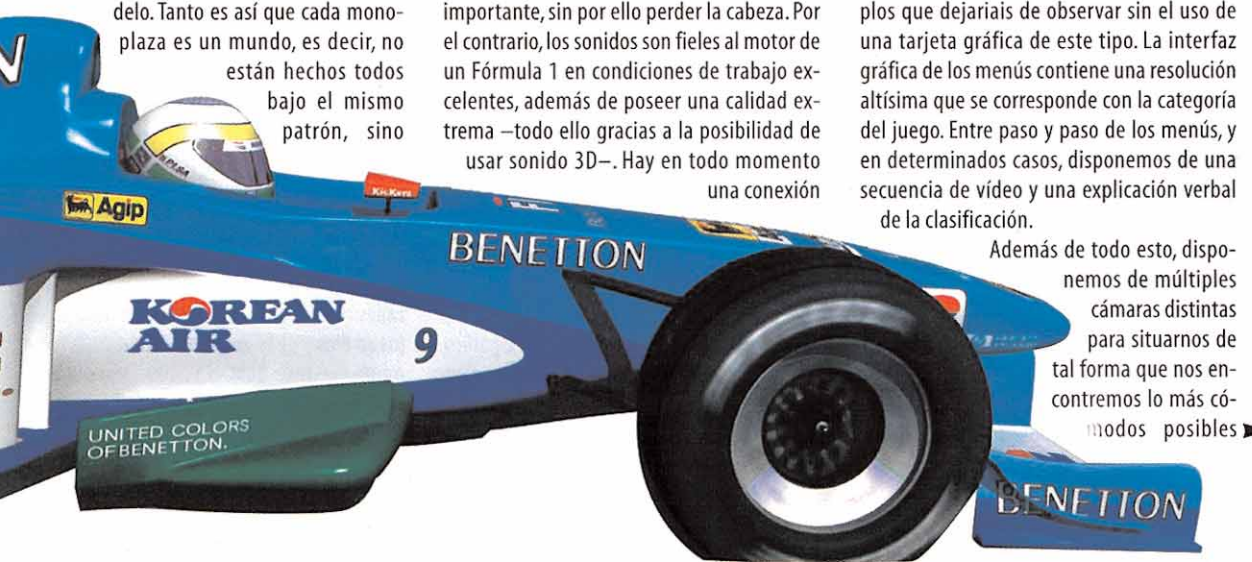 delo. Tanto es así que cada mono-
plaza es un mundo, es decir, no
están hechos todos
bajo el mismo
patrón, sino
importante, sin por ello perder la cabeza. Por
el contrario, los sonidos son fieles al motor de
un Fórmula 1 en condiciones de trabajo ex-
celentes, además de poseer una calidad ex-
trema –todo ello gracias a la posibilidad de
usar sonido 3D–. Hay en todo momento
una conexión
plos que dejariais de observar sin el uso de
una tarjeta gráfica de este tipo. La interfaz
gráfica de los menús contiene una resolución
altísima que se corresponde con la categoría
del juego. Entre paso y paso de los menús, y
en determinados casos, disponemos de una
secuencia de vídeo y una explicación verbal
de la clasificación.
Además de todo esto, dispo-
nemos de múltiples
cámaras distintas
para situarnos de
tal forma que nos en-
contremos lo más có-
modos posibles
Agip
KicKers
BENETTON
KOREAN
AIR
9
UNITED COLORS
OF BENETTON.
BENETTON